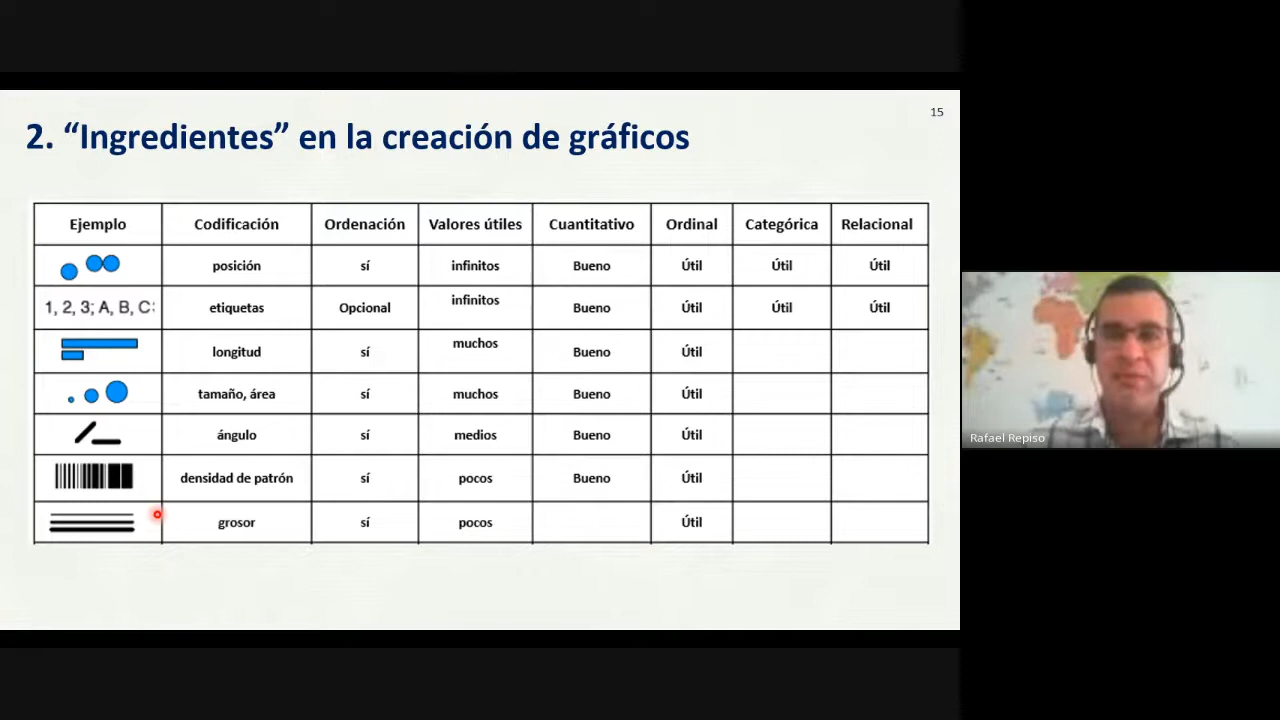 15
2. “Ingredientes” en la creación de gráficos
Ejemplo Codificación Ordenación Valores útiles Cuantitativo Ordinal Categórica Relacional
posición sí infinitos Bueno Útil Útil Útil
1, 2, 3; A, B, C; etiquetas Opcional infinitos Bueno Útil Útil Útil
longitud sí muchos Bueno Útil
tamaño, área sí muchos Bueno Útil
ángulo sí medios Bueno Útil
densidad de patrón sí pocos Bueno Útil
grosor sí pocos Útil
Rafael Repiso